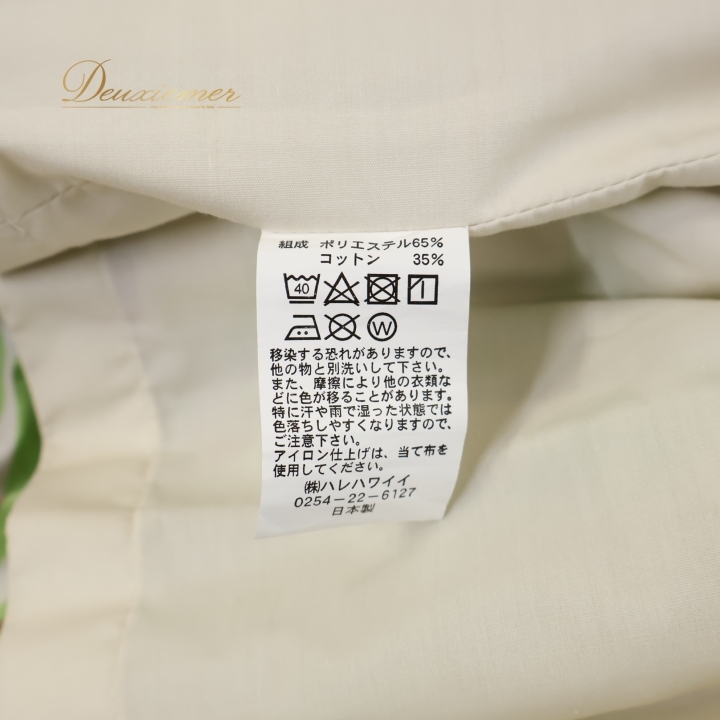 Deuxismer
組成 ポリエステル65%
コットン 35%
40
W
移染する恐れがありますので、
他の物と別洗いして下さい。
また、摩擦により他の衣類な
どに色が移ることがあります。
特に汗や雨で湿った状態では
色落ちしやすくなりますので、
ご注意下さい。
アイロン仕上げは、当て布を
使用してください。
㈱ハレハワイイ
0254-22-6127
日本製